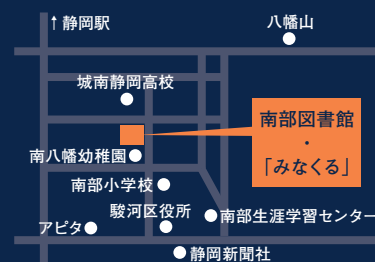 ↑静岡駅
八幡山
城南静岡高校
南部図書館
・
「みなくる」
南八幡幼稚園
南部小学校
駿河区役所
南部生涯学習センター
アピタ
静岡新聞社